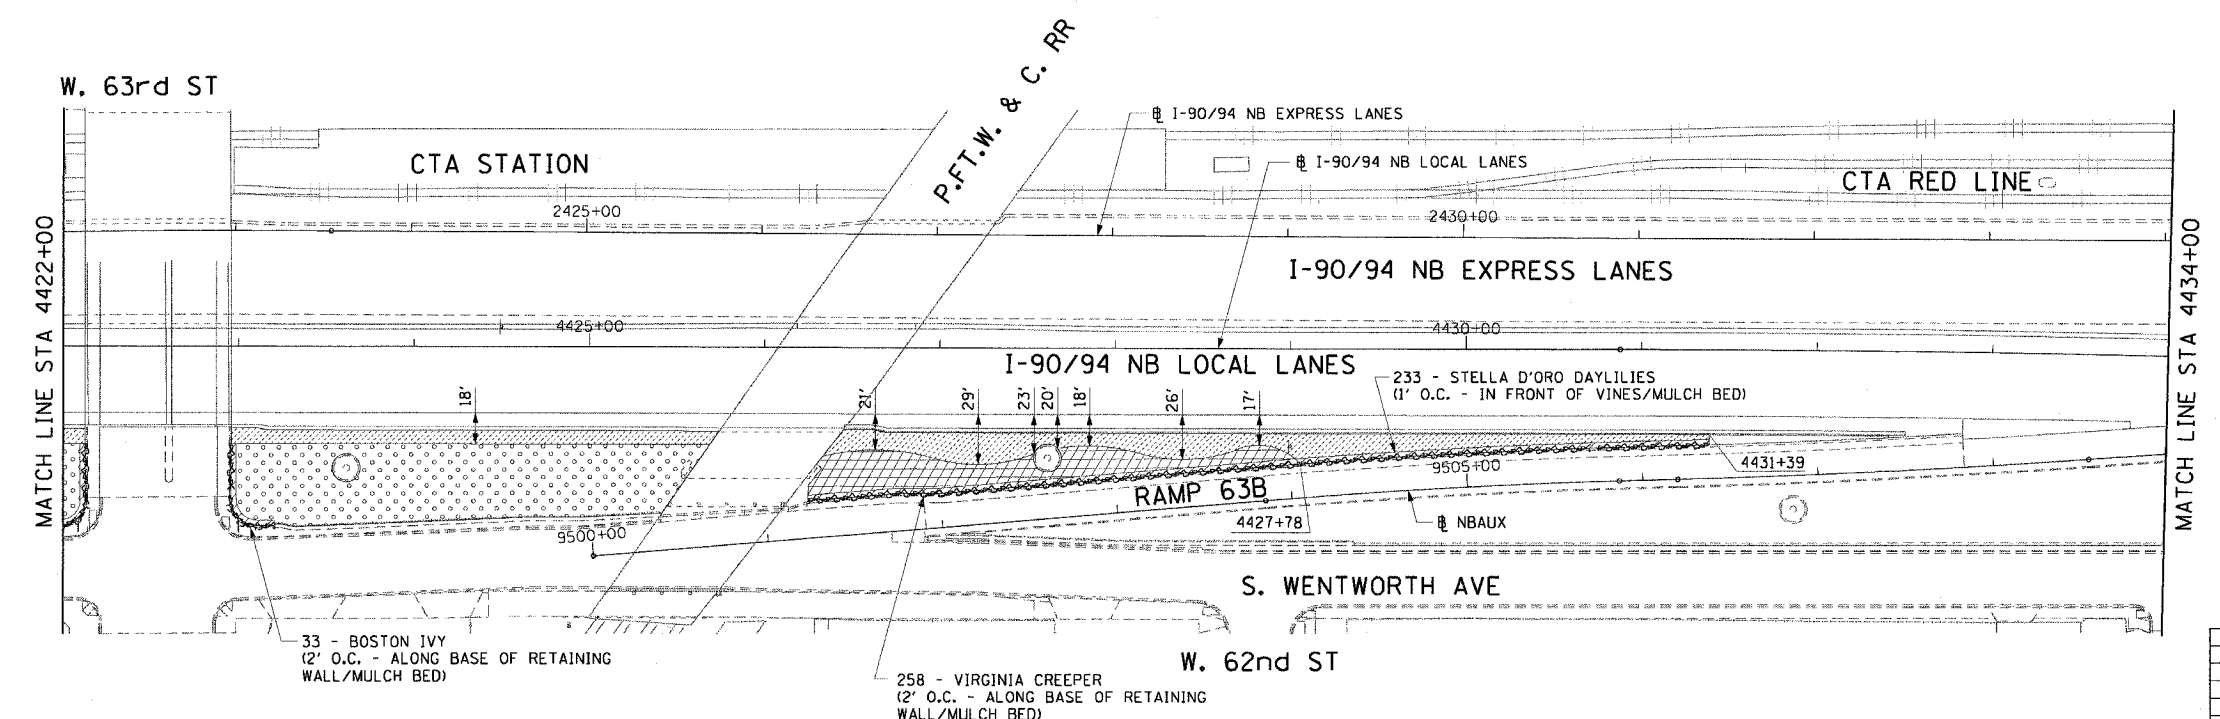 W. 63rd ST
P.FT.W. & C. RR
℄ I-90/94 NB EXPRESS LANES
℄ I-90/94 NB LOCAL LANES
CTA STATION
CTA RED LINE
2425+00
2430+00
MATCH LINE STA 4422+00
MATCH LINE STA 4434+00
I-90/94 NB EXPRESS LANES
4425+00
4430+00
I-90/94 NB LOCAL LANES
18'
21'
29'
23'
20'
18'
26'
17'
233 - STELLA D'ORO DAYLILIES
(1' O.C. - IN FRONT OF VINES/MULCH BED)
4431+39
9505+00
RAMP 63B
4427+78
℄ NBAUX
9500+00
S. WENTWORTH AVE
33 - BOSTON IVY
(2' O.C. - ALONG BASE OF RETAINING
WALL/MULCH BED)
W. 62nd ST
258 - VIRGINIA CREEPER
(2' O.C. - ALONG BASE OF RETAINING
WALL/MULCH BED)